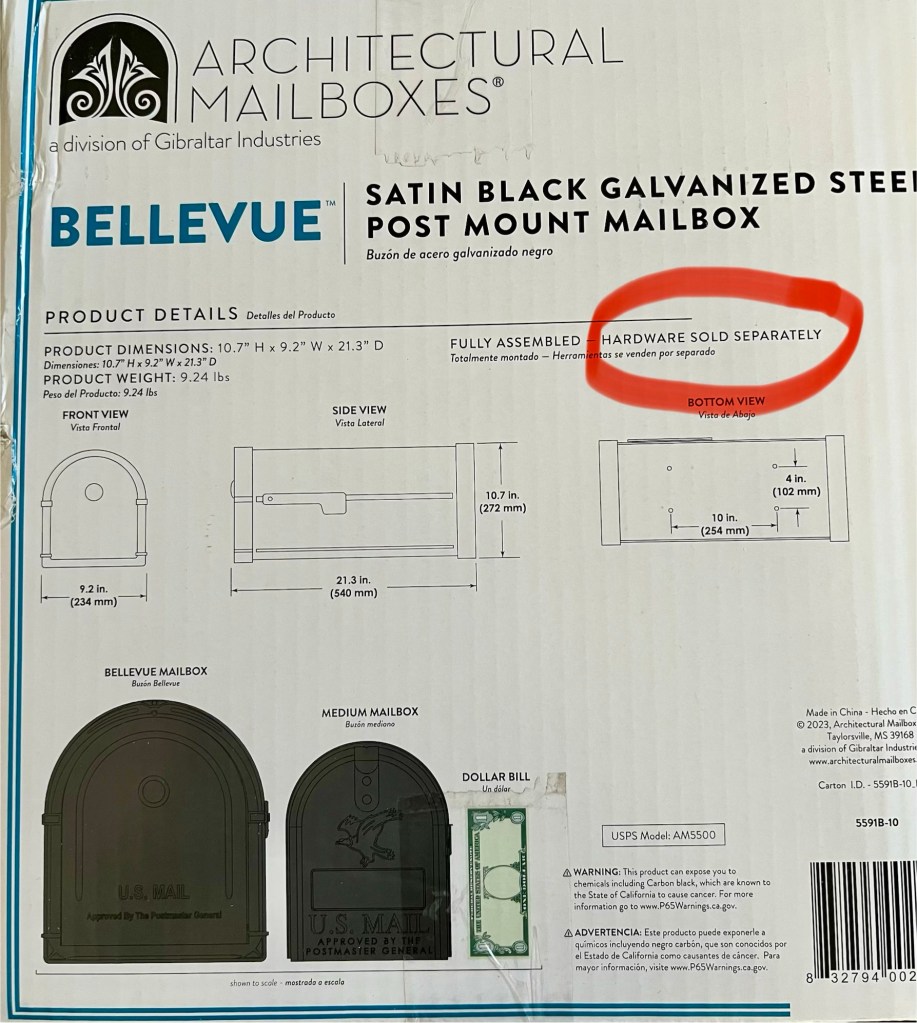 ARCHITECTURAL
MAILBOXES®
a division of Gibraltar Industries
BELLEVUE™
SATIN BLACK GALVANIZED STEEL
POST MOUNT MAILBOX
Buzón de acero galvanizado negro
PRODUCT DETAILS Detalles del Producto
PRODUCT DIMENSIONS: 10.7" H x 9.2" W x 21.3" D
Dimensiones: 10.7" H x 9.2" W x 21.3" D
PRODUCT WEIGHT: 9.24 lbs
Peso del Producto: 9.24 lbs
FULLY ASSEMBLED – HARDWARE SOLD SEPARATELY
Totalmente montado – Herramientas se venden por separado
FRONT VIEW
Vista Frontal
SIDE VIEW
Vista Lateral
BOTTOM VIEW
Vista de Abajo
10.7 in.
(272 mm)
4 in.
(102 mm)
10 in.
(254 mm)
9.2 in.
(234 mm)
21.3 in.
(540 mm)
BELLEVUE MAILBOX
Buzón Bellevue
MEDIUM MAILBOX
Buzón mediano
DOLLAR BILL
Un dólar
U.S. MAIL
Approved By The Postmaster General
U.S. MAIL
APPROVED BY THE
POSTMASTER GENERAL
shown to scale - mostrado a escala
Made in China - Hecho en C
© 2023, Architectural Mailbox
Taylorsville, MS 39168
a division of Gibraltar Industrie
www.architecturalmailboxes.
Carton I.D. - 5591B-10_
5591B-10
USPS Model: AM5500
WARNING: This product can expose you to
chemicals including Carbon black, which are known to
the State of California to cause cancer. For more
information go to www.P65Warnings.ca.gov.
ADVERTENCIA: Este producto puede exponerle a
químicos incluyendo negro carbón, que son conocidos por
el Estado de California como causantes de cáncer. Para
mayor información, visite www.P65Warnings.ca.gov.
8 32794 002